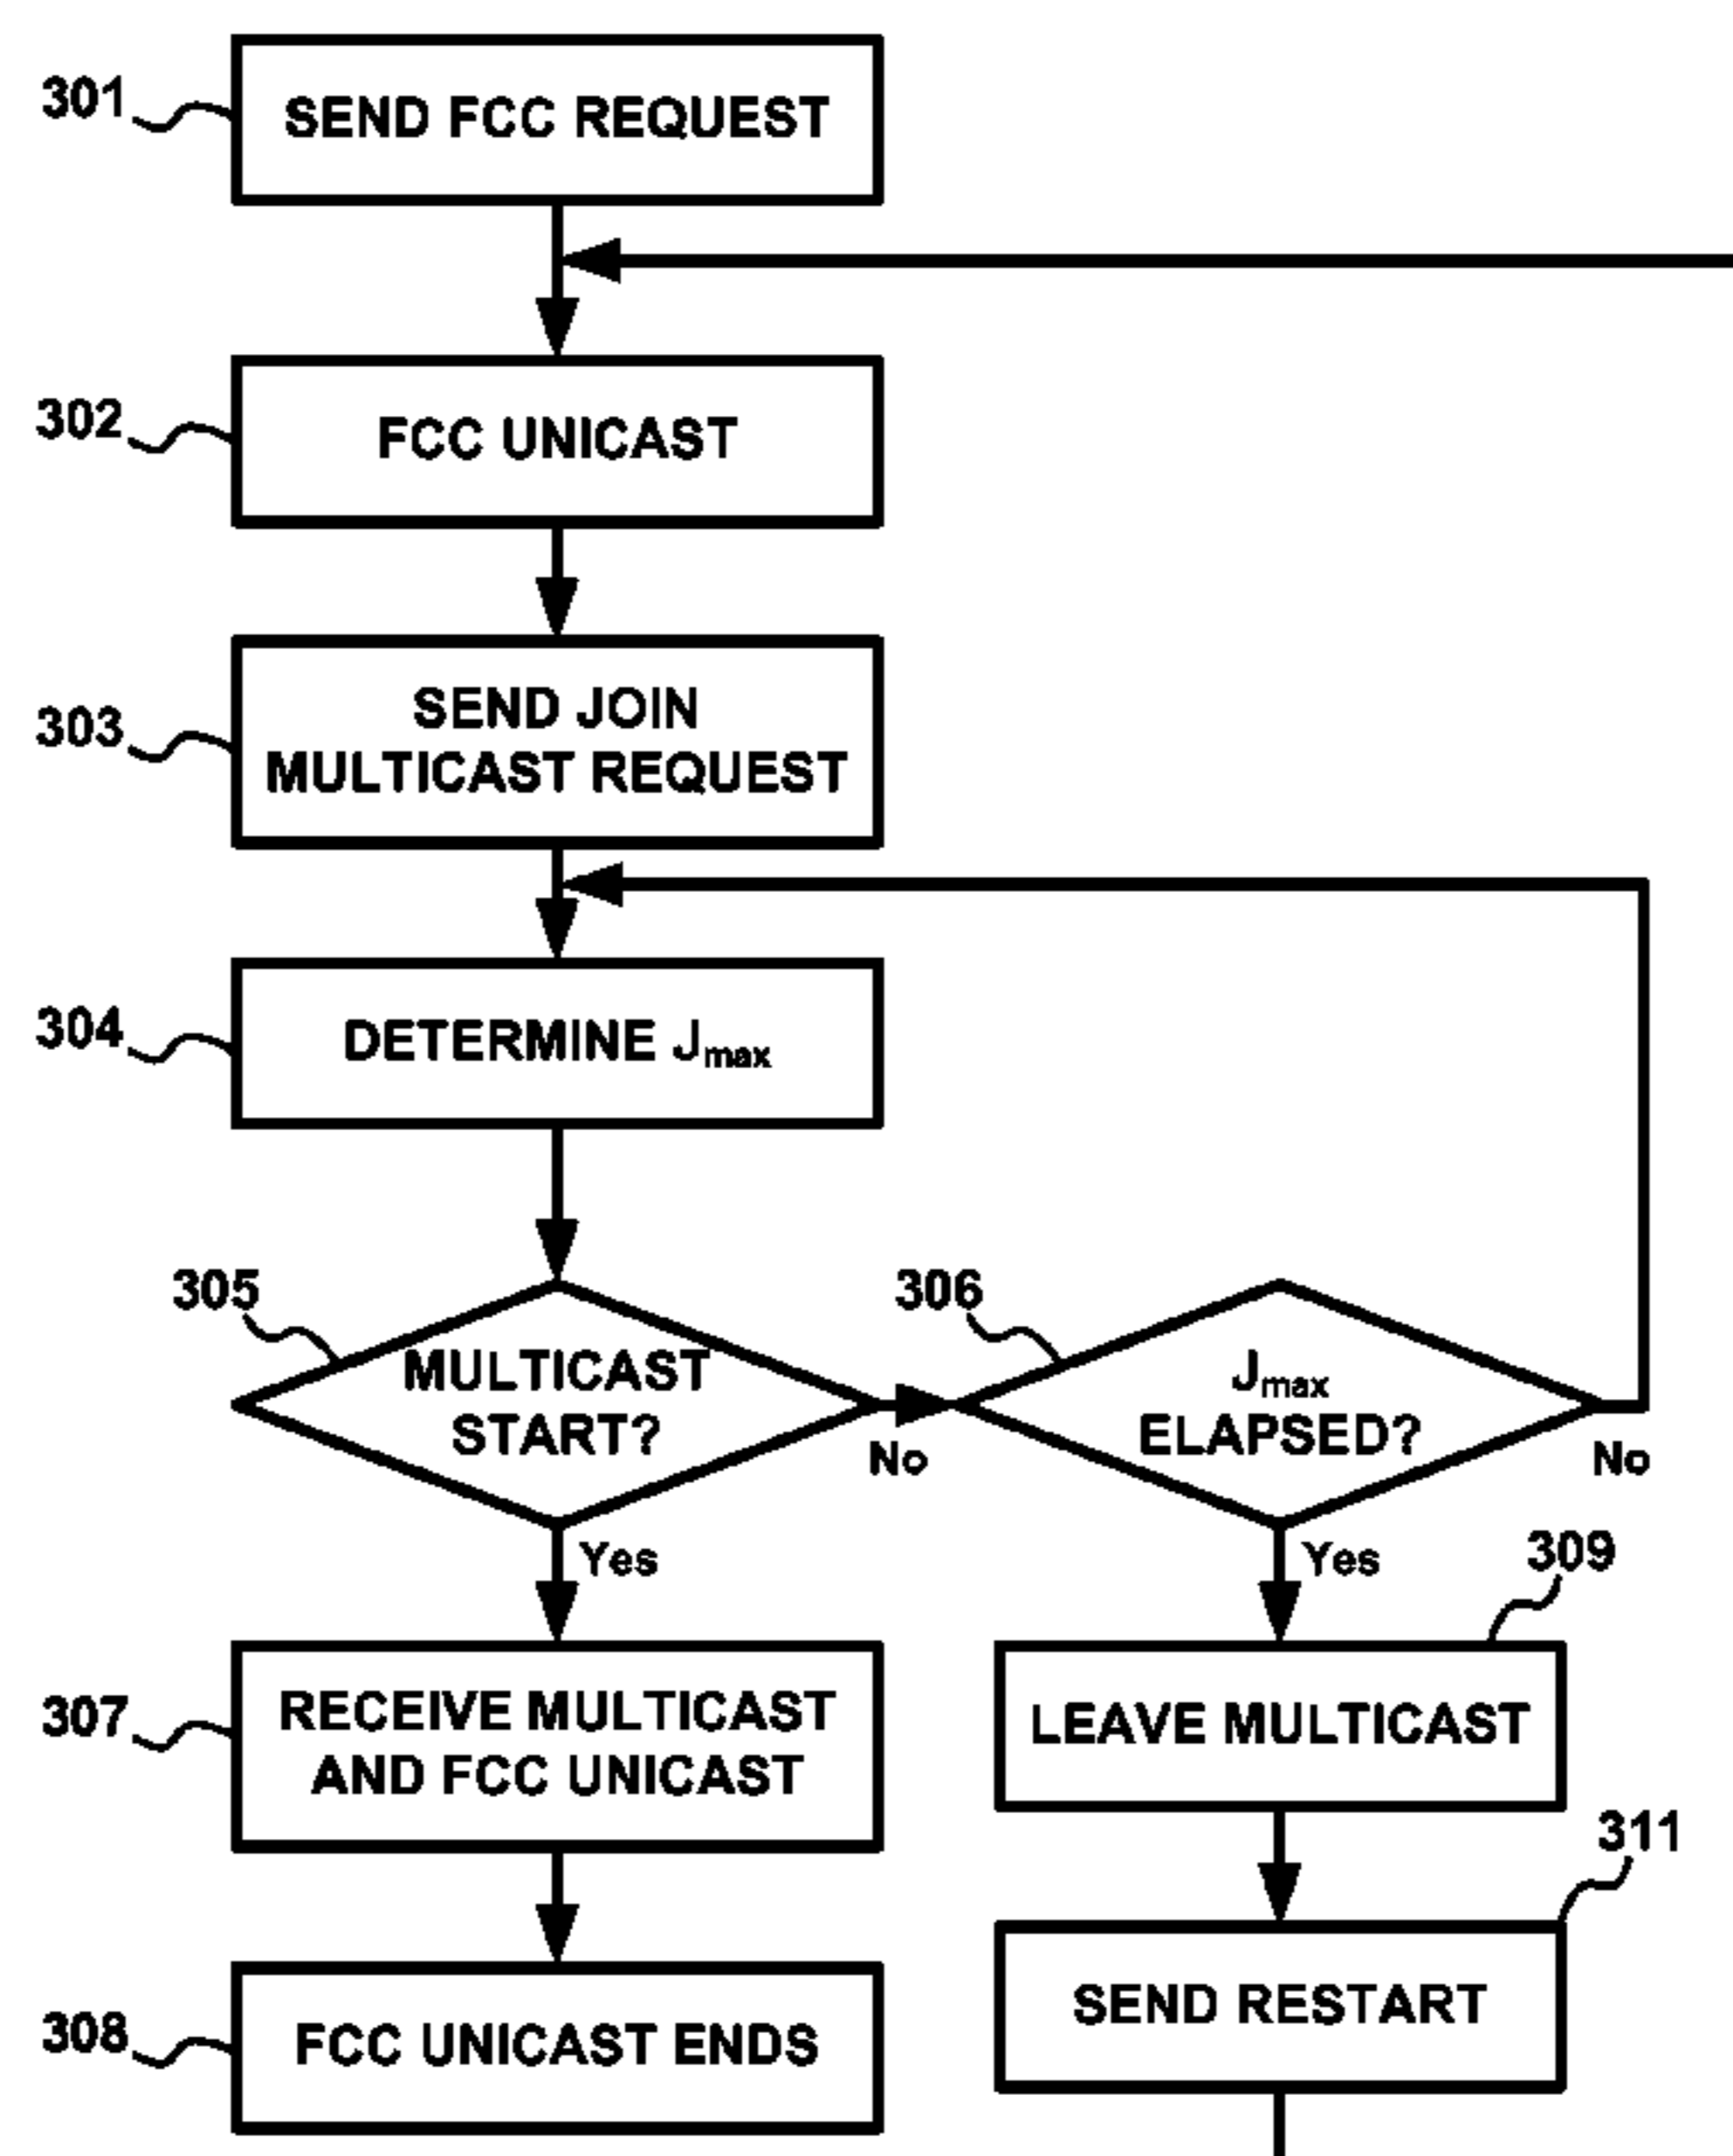 301
SEND FCC REQUEST
302
FCC UNICAST
303
SEND JOIN
MULTICAST REQUEST
304
DETERMINE Jmax
305
MULTICAST
START?
No
Yes
306
Jmax
ELAPSED?
No
Yes
307
RECEIVE MULTICAST
AND FCC UNICAST
309
LEAVE MULTICAST
308
FCC UNICAST ENDS
311
SEND RESTART